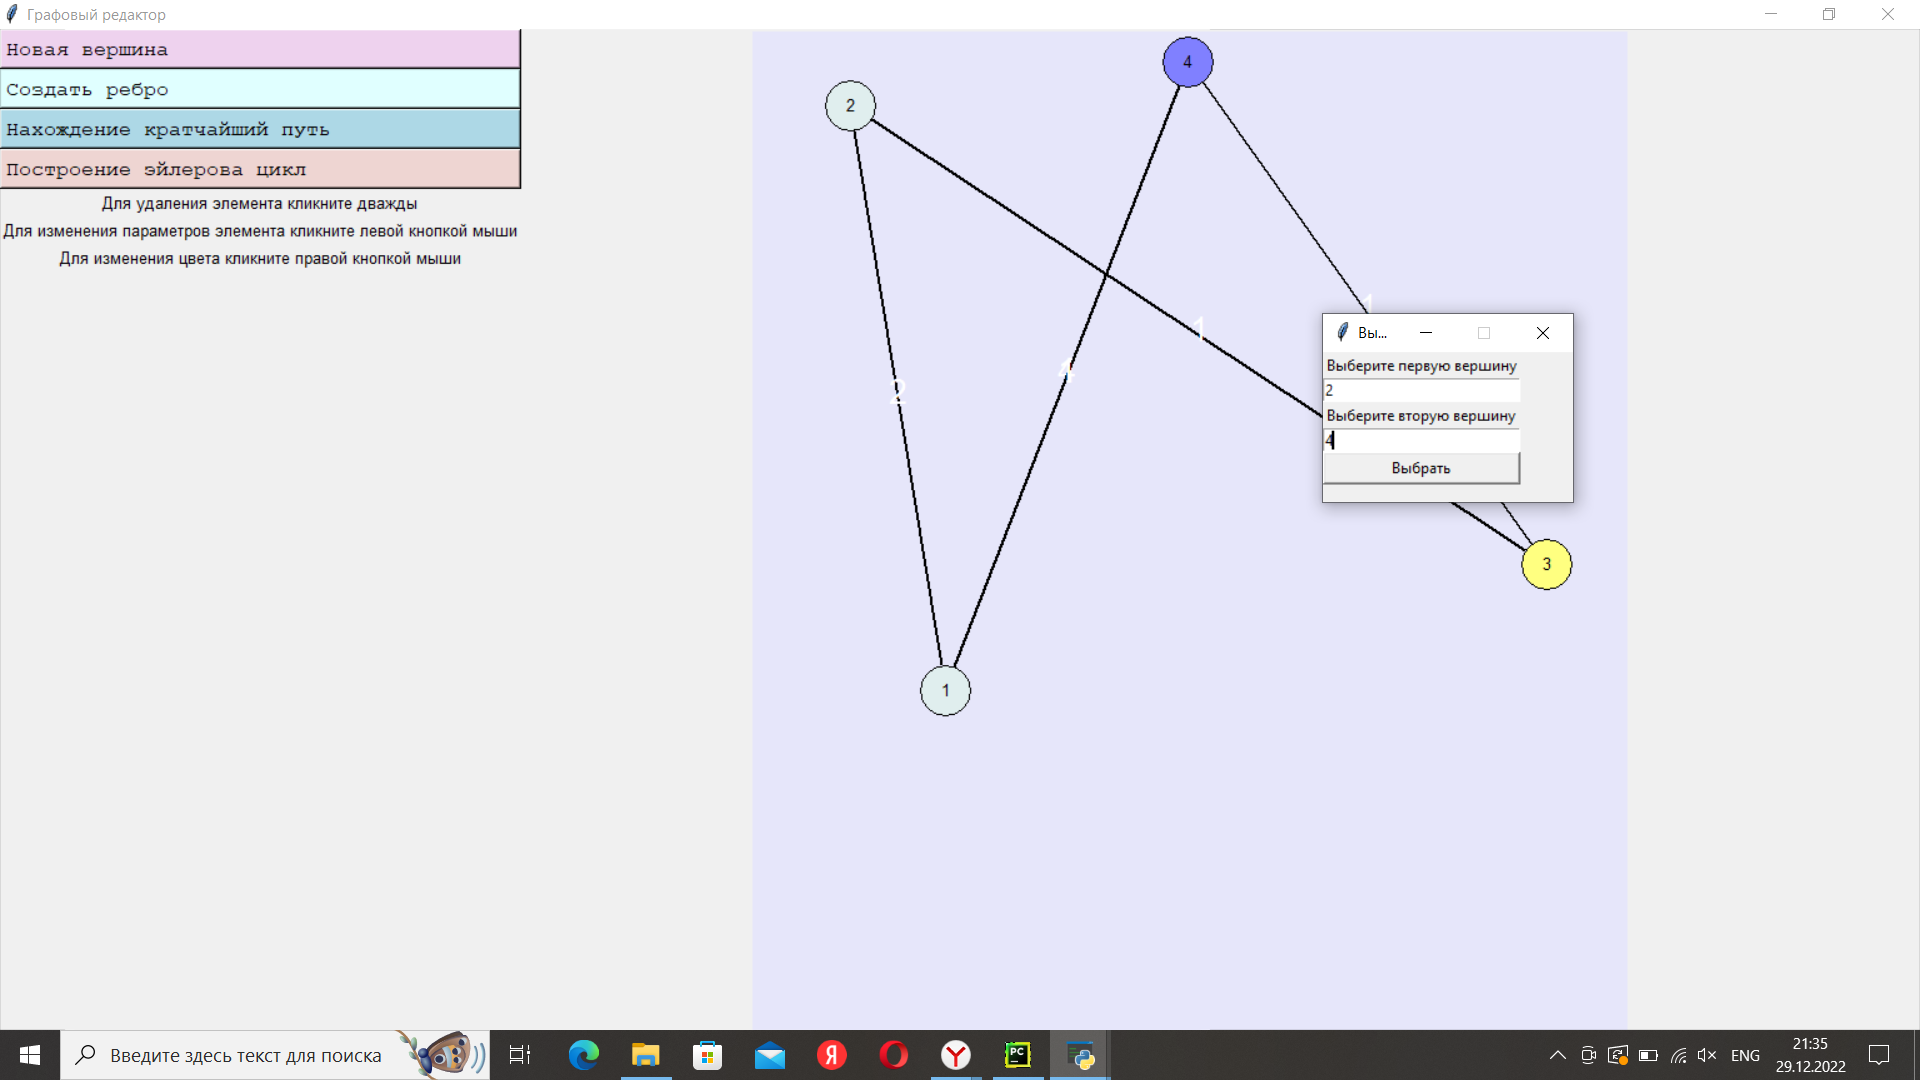 Графовый редактор
Новая вершина
Создать ребро
Нахождение кратчайший путь
Построение эйлерова цикл
Для удаления элемента кликните дважды
Для изменения параметров элемента кликните левой кнопкой мыши
Для изменения цвета кликните правой кнопкой мыши
4
2
1
1
2
3
1
Вы...
Выберите первую вершину
2
Выберите вторую вершину
4
Выбрать
Введите здесь текст для поиска
Я
Y
PC
ENG
21:35
29.12.2022